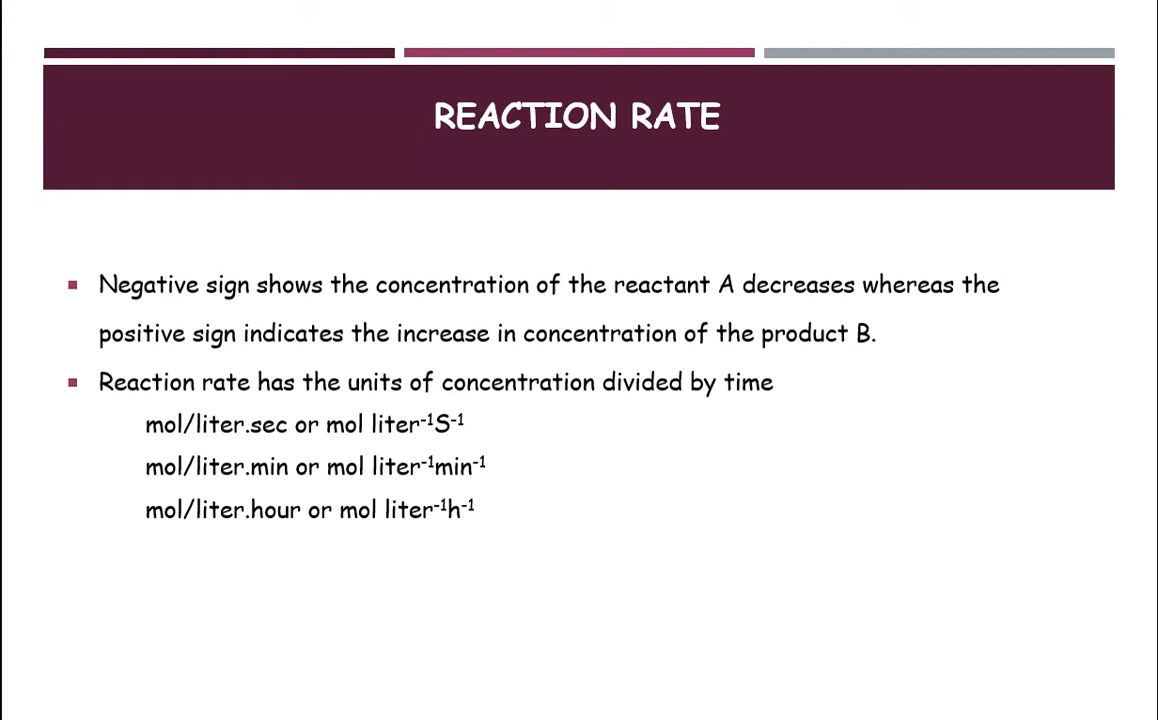 REACTION RATE
Negative sign shows the concentration of the reactant A decreases whereas the
positive sign indicates the increase in concentration of the product B.
Reaction rate has the units of concentration divided by time
mol/liter.sec or mol liter⁻¹S⁻¹
mol/liter.min or mol liter⁻¹min⁻¹
mol/liter.hour or mol liter⁻¹h⁻¹